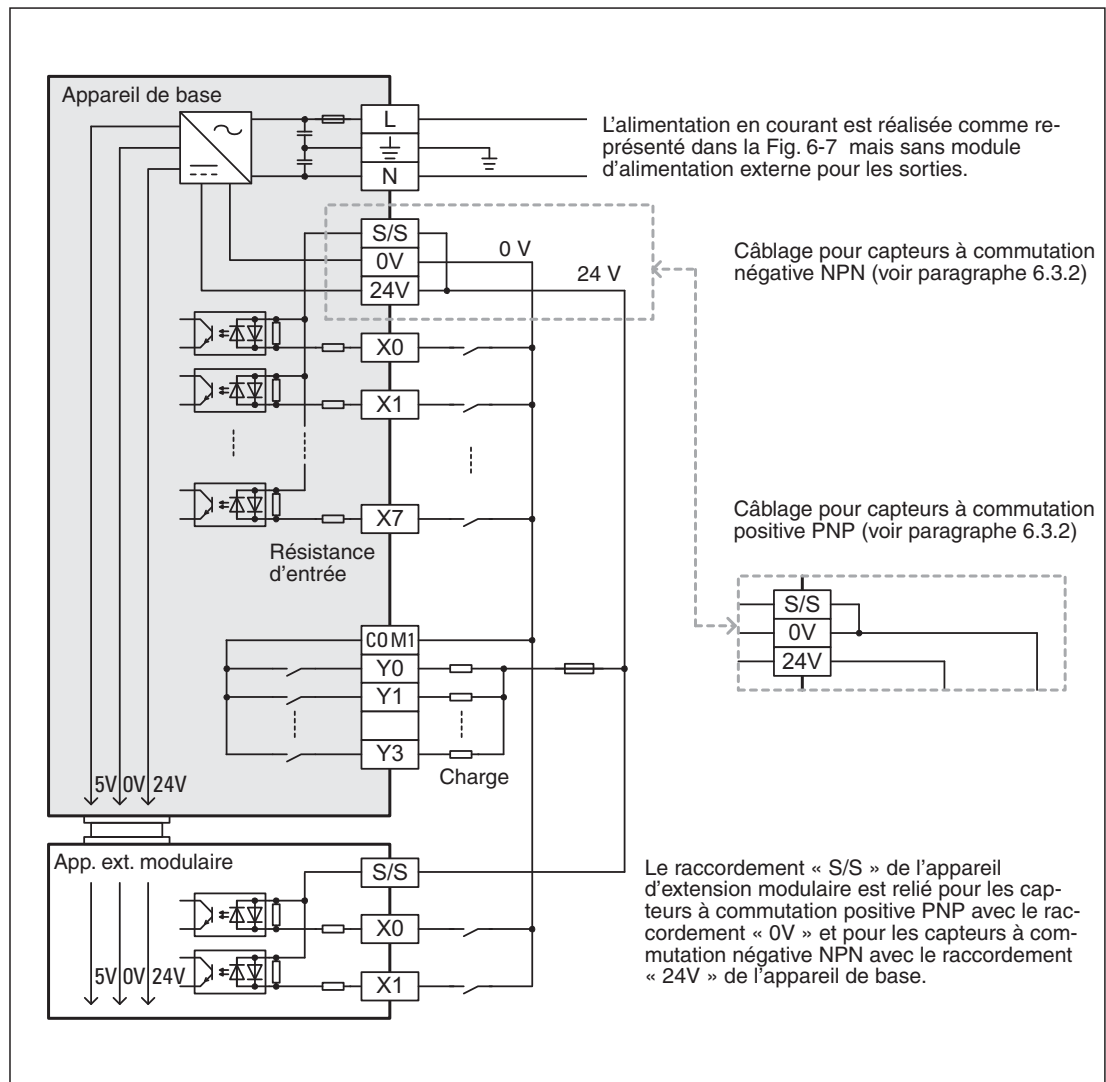 Appareil de base
L
N
L'alimentation en courant est réalisée comme re-
présenté dans la Fig. 6-7 mais sans module
d'alimentation externe pour les sorties.
S/S
0V
24V
0 V
24 V
Câblage pour capteurs à commutation
négative NPN (voir paragraphe 6.3.2)
X0
X1
X7
Résistance
d'entrée
Câblage pour capteurs à commutation
positive PNP (voir paragraphe 6.3.2)
S/S
0V
24V
COM1
Y0
Y1
Y3
Charge
5V 0V 24V
App. ext. modulaire
S/S
X0
X1
5V 0V 24V
Le raccordement « S/S » de l'appareil
d'extension modulaire est relié pour les cap-
teurs à commutation positive PNP avec le rac-
cordement « 0V » et pour les capteurs à com-
mutation négative NPN avec le raccordement
« 24V » de l'appareil de base.